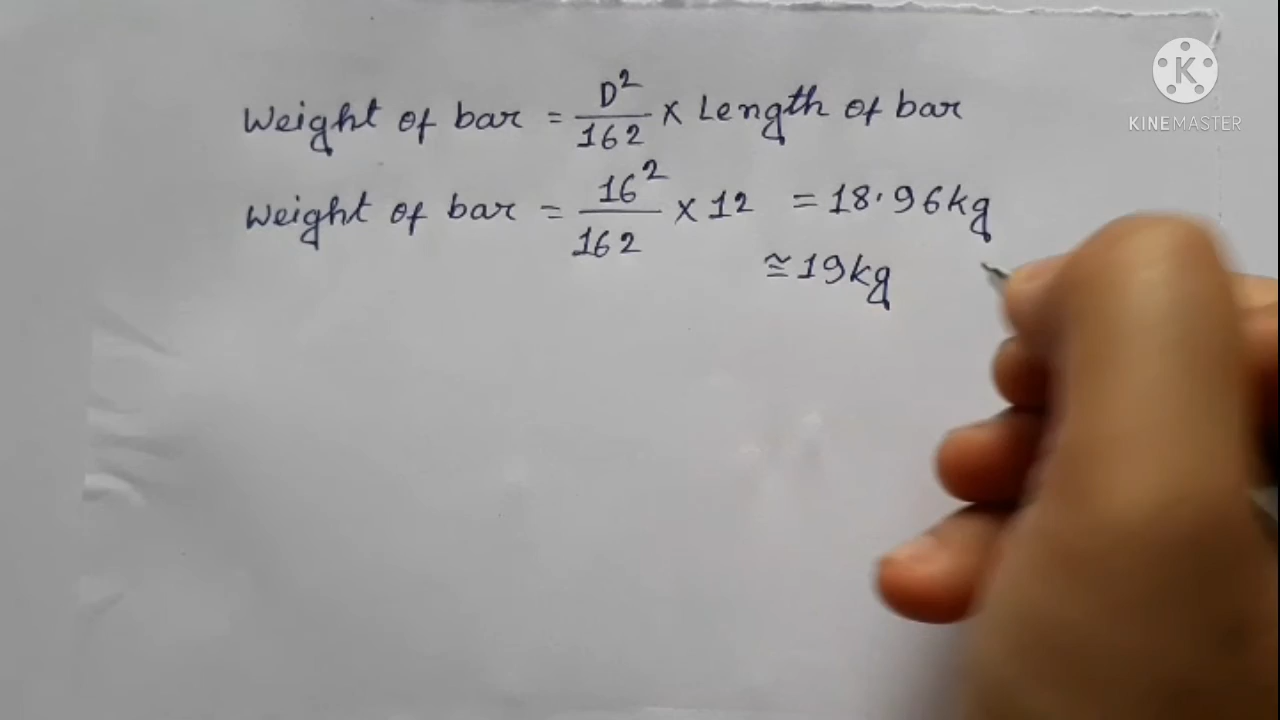 Weight of bar = D²/162 × Length of bar
Weight of bar = 16²/162 × 12 = 18.96kg
≅ 19kg
K
KINEMASTER